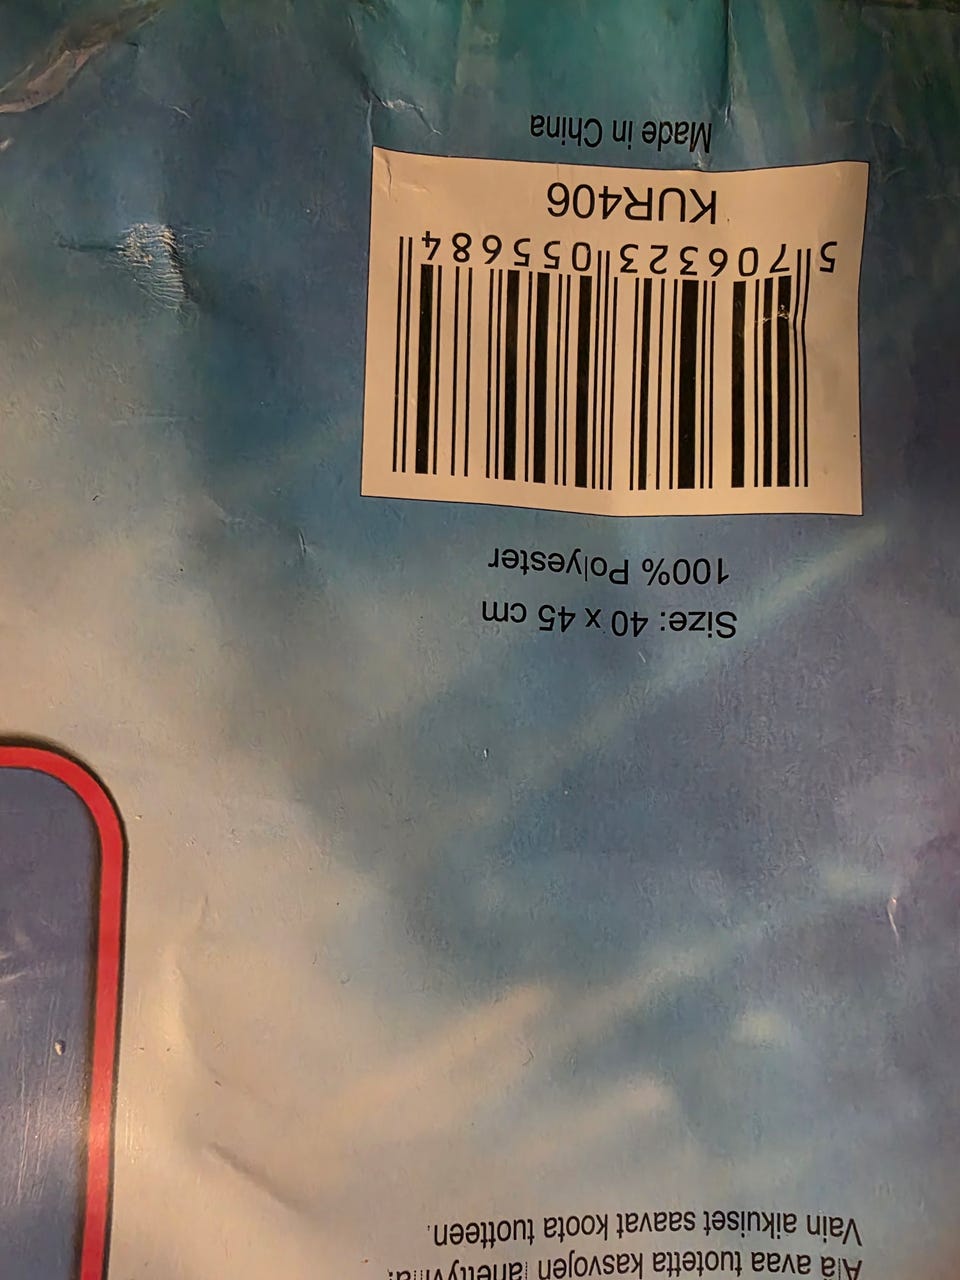 Älä avaa tuotetta kasvojen lähettyvillä.
Vain aikuiset saavat koota tuotteen.
Size: 40 x 45 cm
100% Polyester
5 706323 055684
KUR406
Made in China